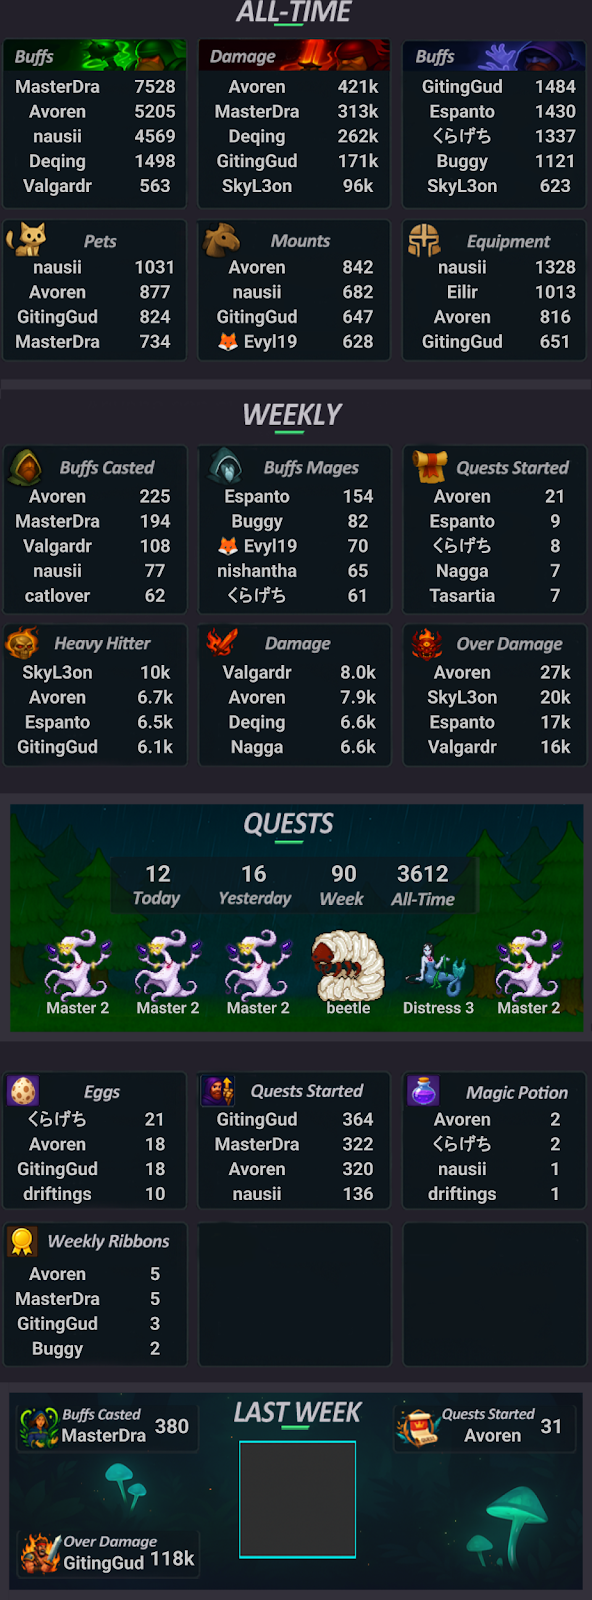 ALL-TIME
Buffs
MasterDra 7528
Avoren 5205
nausii 4569
Deqing 1498
Valgardr 563
Damage
Avoren 421k
MasterDra 313k
Deqing 262k
GitingGud 171k
SkyL3on 96k
Buffs
GitingGud 1484
Espanto 1430
くらげち 1337
Buggy 1121
SkyL3on 623
Pets
nausii 1031
Avoren 877
GitingGud 824
MasterDra 734
Mounts
Avoren 842
nausii 682
GitingGud 647
🦊 Evyl19 628
Equipment
nausii 1328
Eilir 1013
Avoren 816
GitingGud 651
WEEKLY
Buffs Casted
Avoren 225
MasterDra 194
Valgardr 108
nausii 77
catlover 62
Buffs Mages
Espanto 154
Buggy 82
🦊 Evyl19 70
nishantha 65
くらげち 61
Quests Started
Avoren 21
Espanto 9
くらげち 8
Nagga 7
Tasartia 7
Heavy Hitter
SkyL3on 10k
Avoren 6.7k
Espanto 6.5k
GitingGud 6.1k
Damage
Valgardr 8.0k
Avoren 7.9k
Deqing 6.6k
Nagga 6.6k
Over Damage
Avoren 27k
SkyL3on 20k
Espanto 17k
Valgardr 16k
QUESTS
12 16 90 3612
Today Yesterday Week All-Time
Master 2 Master 2 Master 2 beetle Distress 3 Master 2
Eggs
くらげち 21
Avoren 18
GitingGud 18
driftings 10
Quests Started
GitingGud 364
MasterDra 322
Avoren 320
nausii 136
Magic Potion
Avoren 2
くらげち 2
nausii 1
driftings 1
Weekly Ribbons
Avoren 5
MasterDra 5
GitingGud 3
Buggy 2
LAST WEEK
Buffs Casted
MasterDra 380
Quests Started
Avoren 31
Over Damage
GitingGud 118k